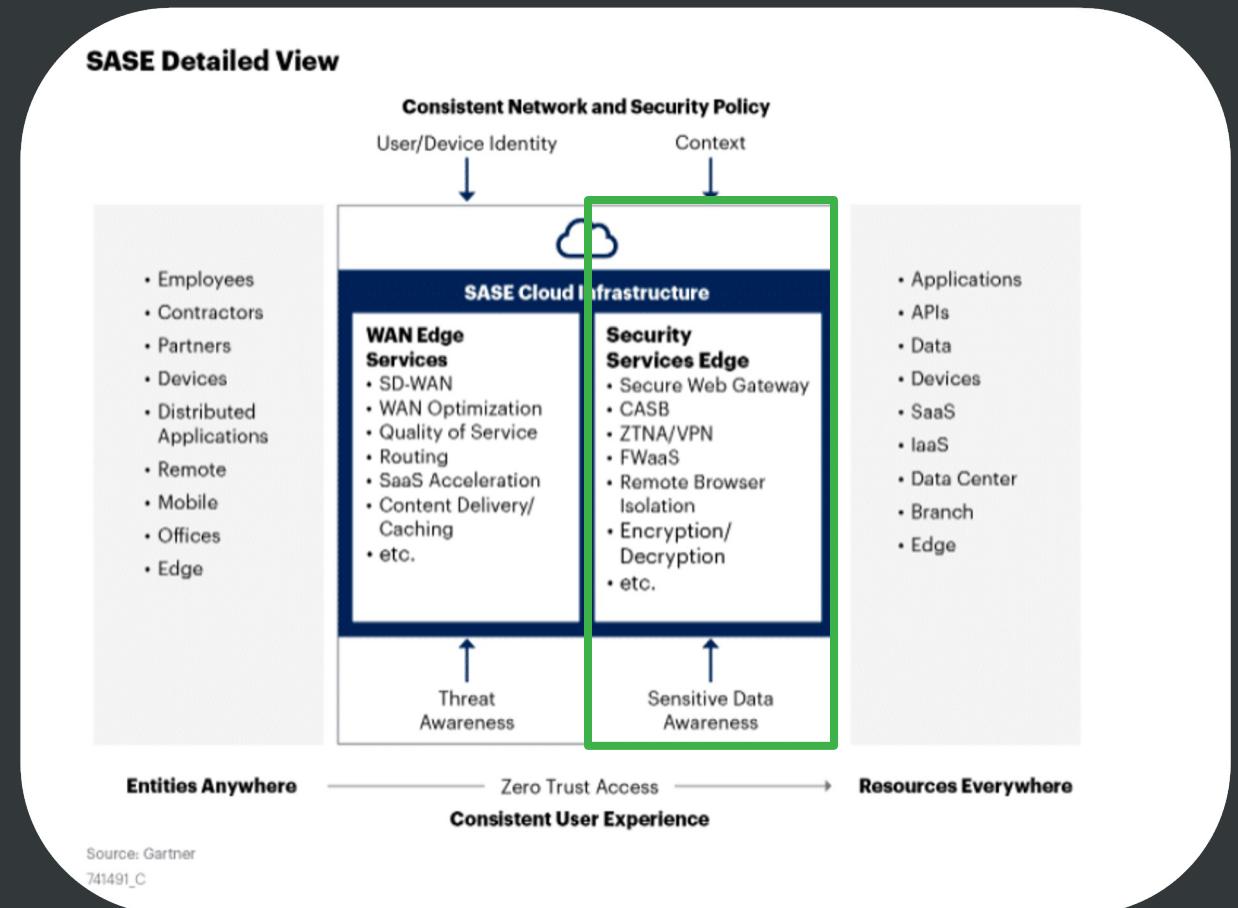 SASE Detailed View
Consistent Network and Security Policy
User/Device Identity
Context
• Employees
• Contractors
• Partners
• Devices
• Distributed
Applications
• Remote
• Mobile
• Offices
• Edge
SASE Cloud Infrastructure
WAN Edge
Services
• SD-WAN
• WAN Optimization
• Quality of Service
• Routing
• SaaS Acceleration
• Content Delivery/
Caching
• etc.
Security
Services Edge
• Secure Web Gateway
• CASB
• ZTNA/VPN
• FWaaS
• Remote Browser
Isolation
• Encryption/
Decryption
• etc.
Threat
Awareness
Sensitive Data
Awareness
• Applications
• APIs
• Data
• Devices
• SaaS
• IaaS
• Data Center
• Branch
• Edge
Entities Anywhere
Zero Trust Access
Resources Everywhere
Consistent User Experience
Source: Gartner
741491_C